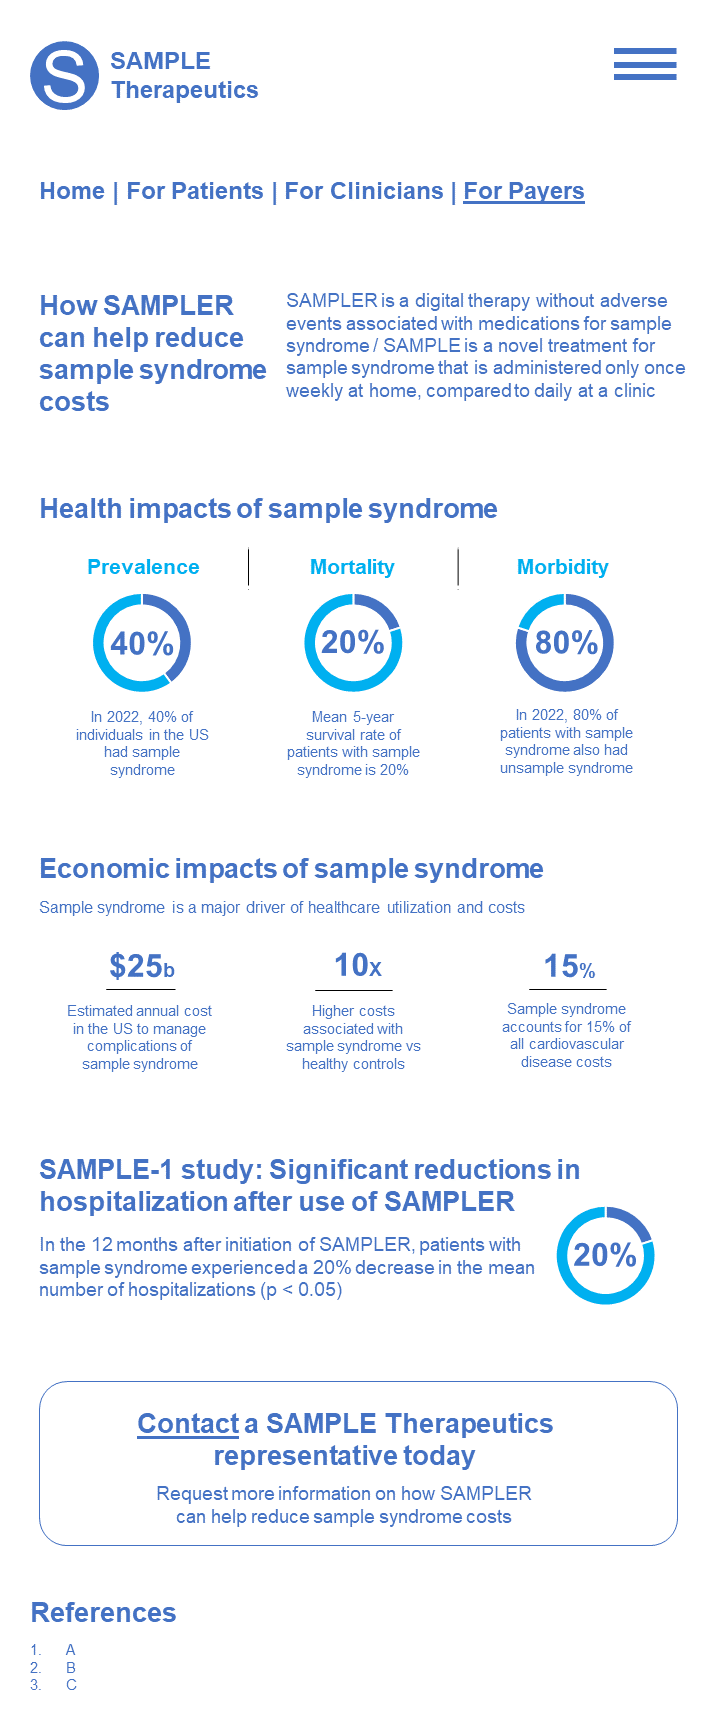 S
SAMPLE
Therapeutics
Home | For Patients | For Clinicians | For Payers
How SAMPLER
can help reduce
sample syndrome
costs
SAMPLER is a digital therapy without adverse
events associated with medications for sample
syndrome / SAMPLE is a novel treatment for
sample syndrome that is administered only once
weekly at home, compared to daily at a clinic
Health impacts of sample syndrome
Prevalence
40%
In 2022, 40% of
individuals in the US
had sample
syndrome
Mortality
20%
Mean 5-year
survival rate of
patients with sample
syndrome is 20%
Morbidity
80%
In 2022, 80% of
patients with sample
syndrome also had
unsample syndrome
Economic impacts of sample syndrome
Sample syndrome is a major driver of healthcare utilization and costs
$25b
Estimated annual cost
in the US to manage
complications of
sample syndrome
10x
Higher costs
associated with
sample syndrome vs
healthy controls
15%
Sample syndrome
accounts for 15% of
all cardiovascular
disease costs
SAMPLE-1 study: Significant reductions in
hospitalization after use of SAMPLER
In the 12 months after initiation of SAMPLER, patients with
sample syndrome experienced a 20% decrease in the mean
number of hospitalizations (p < 0.05)
20%
Contact a SAMPLE Therapeutics
representative today
Request more information on how SAMPLER
can help reduce sample syndrome costs
References
1. A
2. B
3. C